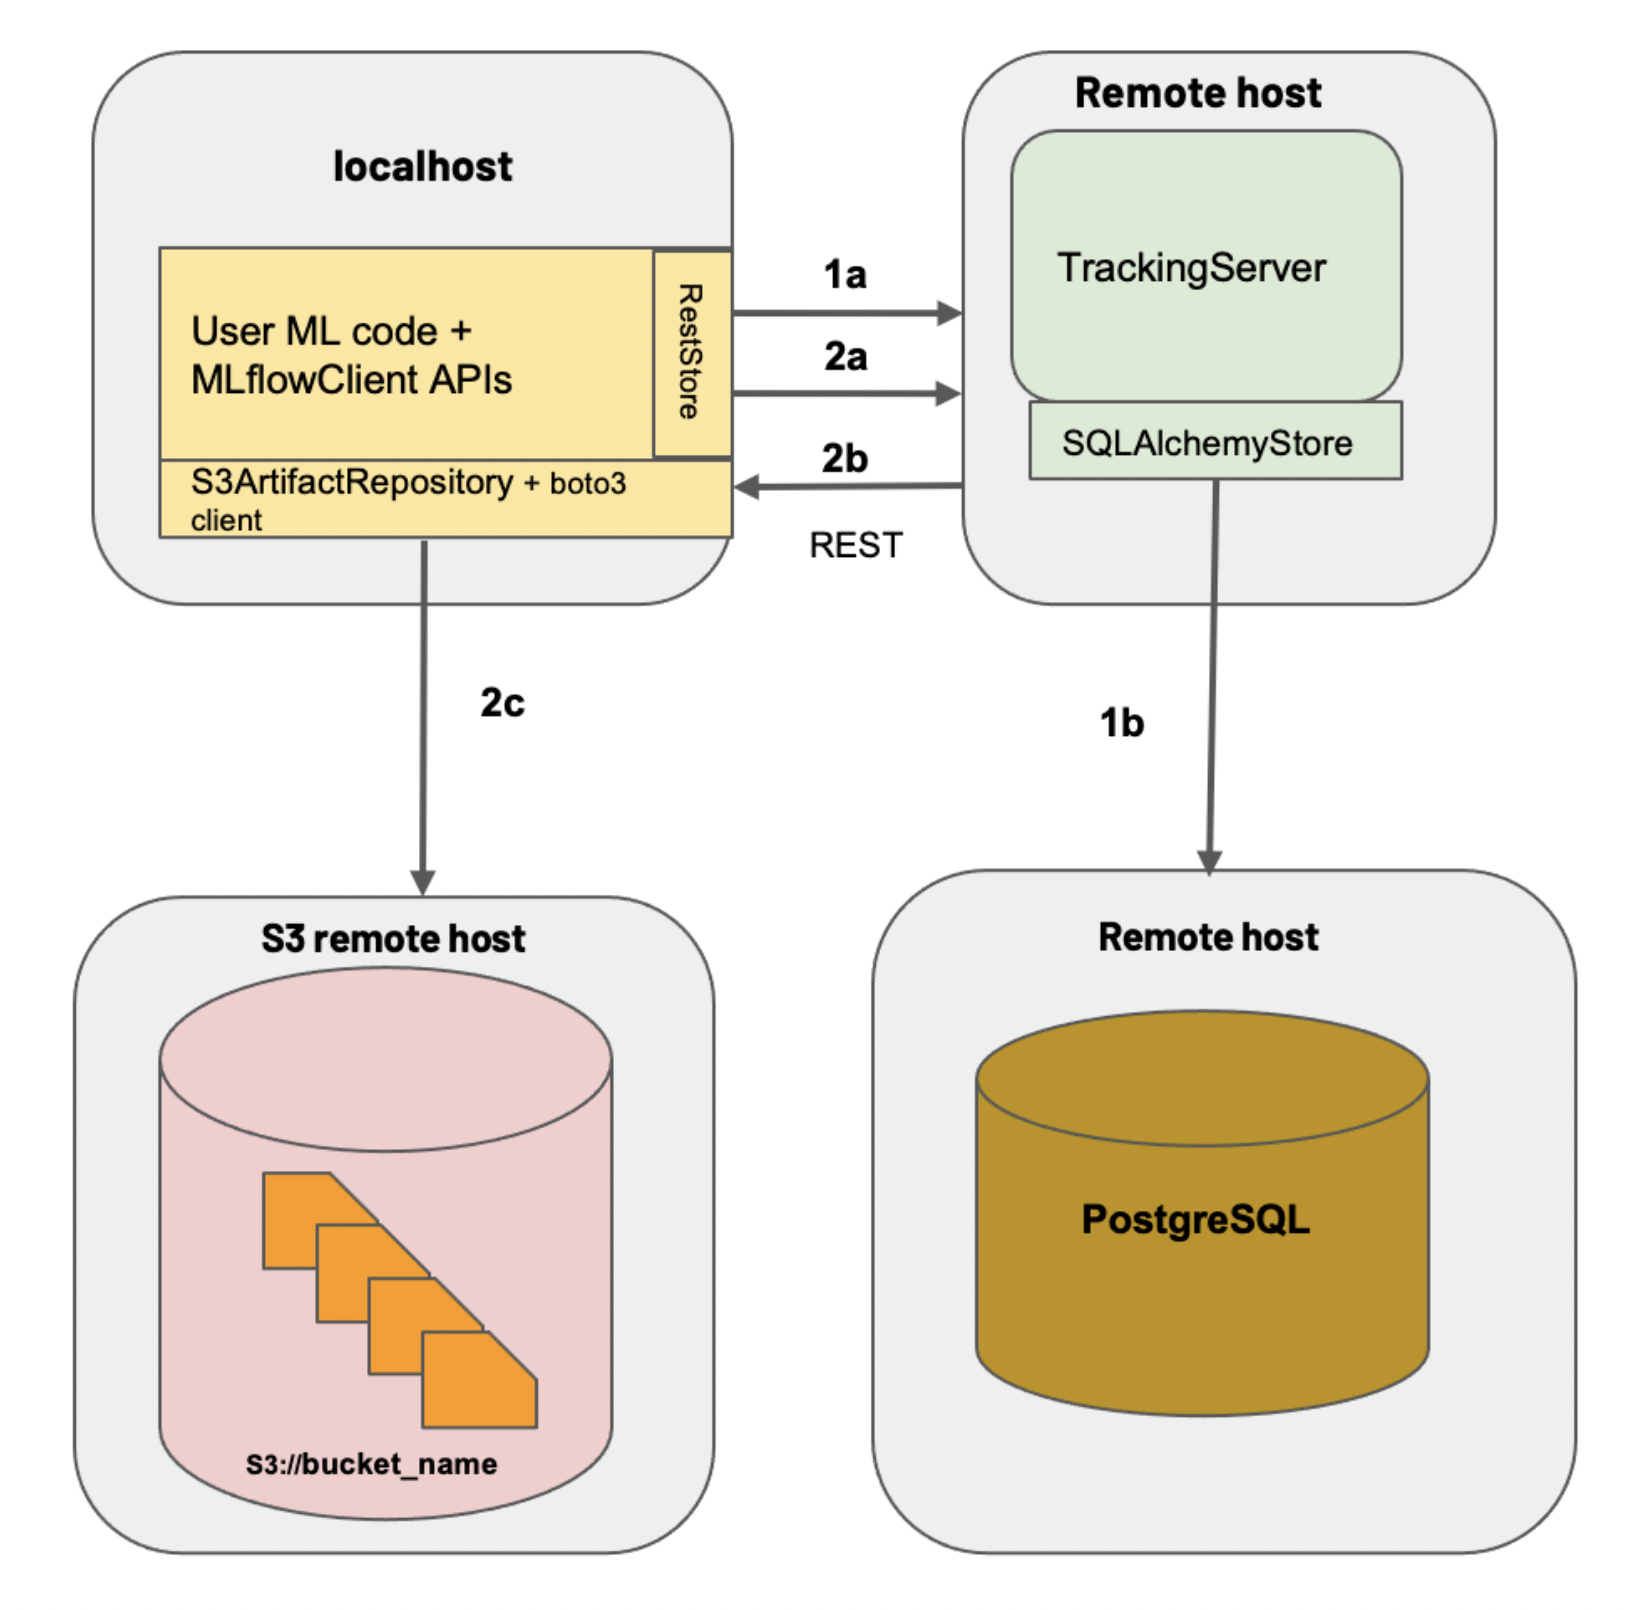 localhost
User ML code +
MLflowClient APIs
RestStore
S3ArtifactRepository + boto3
client
1a
2a
2b
REST
Remote host
TrackingServer
SQLAlchemyStore
2c
1b
S3 remote host
S3://bucket_name
Remote host
PostgreSQL